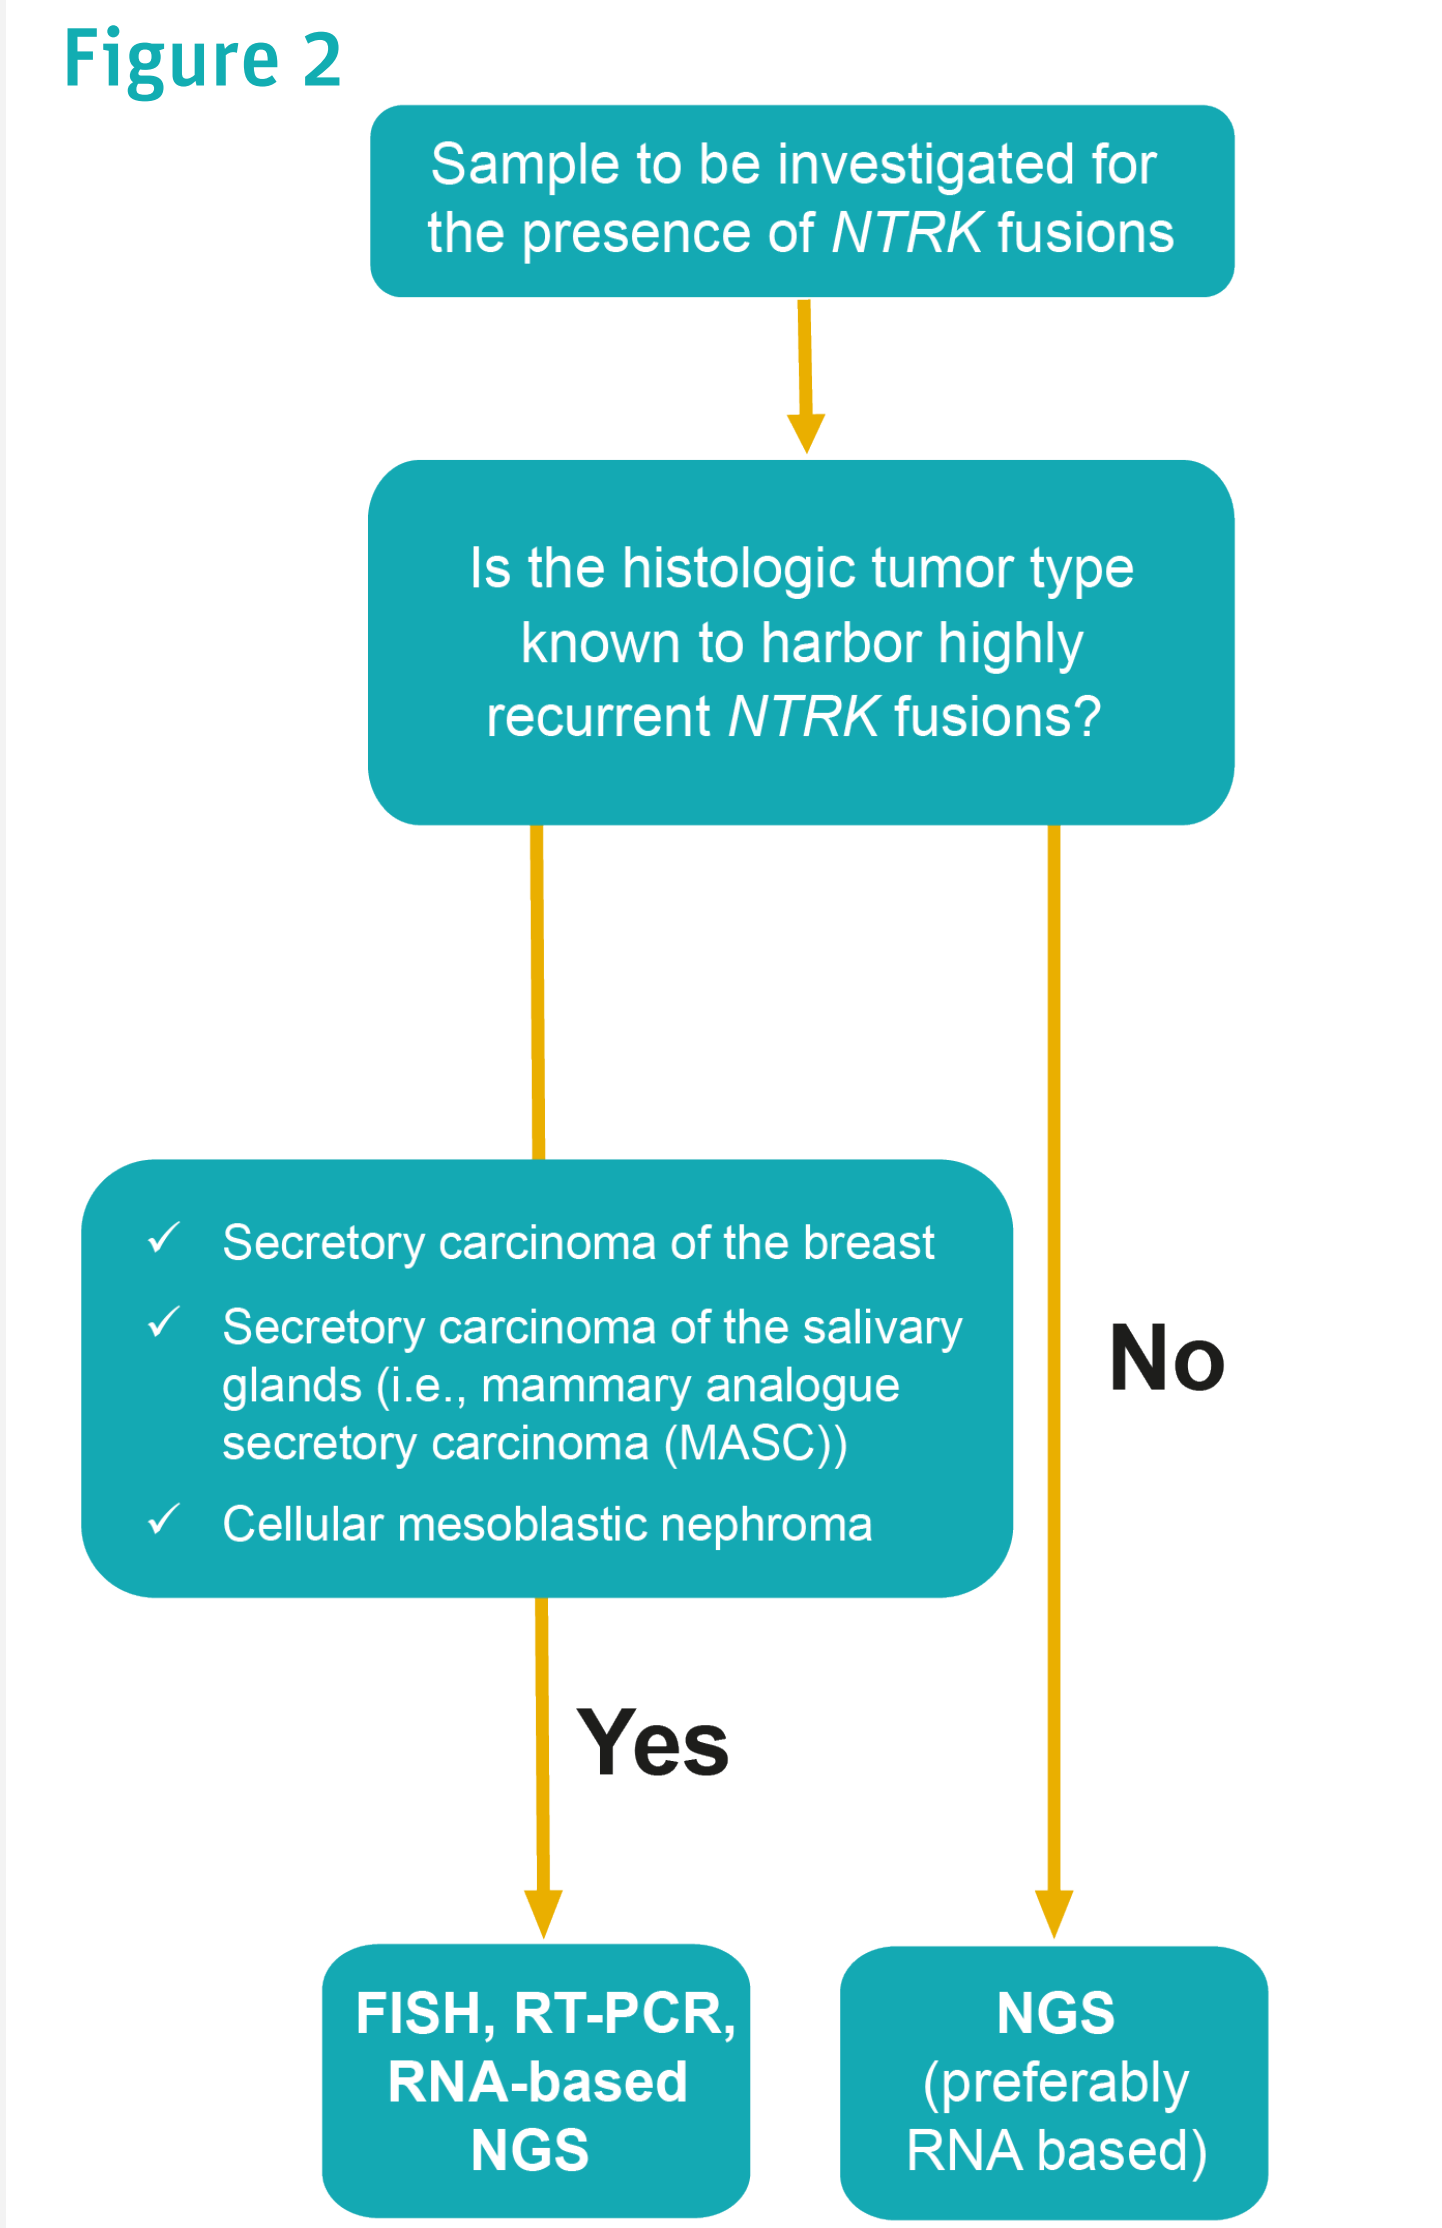 Figure 2
Sample to be investigated for
the presence of NTRK fusions
Is the histologic tumor type
known to harbor highly
recurrent NTRK fusions?
✓ Secretory carcinoma of the breast
✓ Secretory carcinoma of the salivary
glands (i.e., mammary analogue
secretory carcinoma (MASC))
✓ Cellular mesoblastic nephroma
No
Yes
FISH, RT-PCR,
RNA-based
NGS
NGS
(preferably
RNA based)